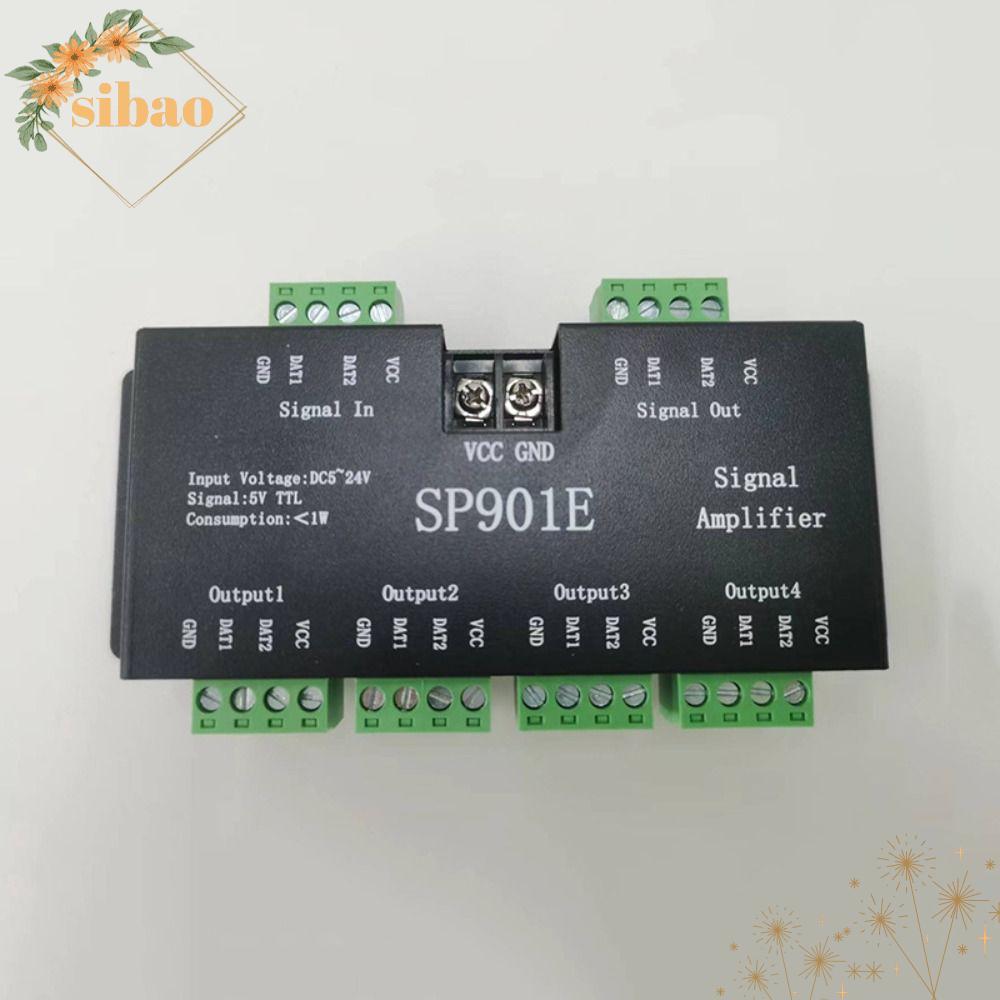 sibao
GND DAT1 DAT2 VCC
Signal In
GND DAT1 DAT2 VCC
Signal Out
VCC GND
Input Voltage:DC5~24V
Signal:5V TTL
Consumption:<1W
SP901E
Signal
Amplifier
Output1
GND DAT1 DAT2 VCC
Output2
GND DAT1 DAT2 VCC
Output3
GND DAT1 DAT2 VCC
Output4
GND DAT1 DAT2 VCC